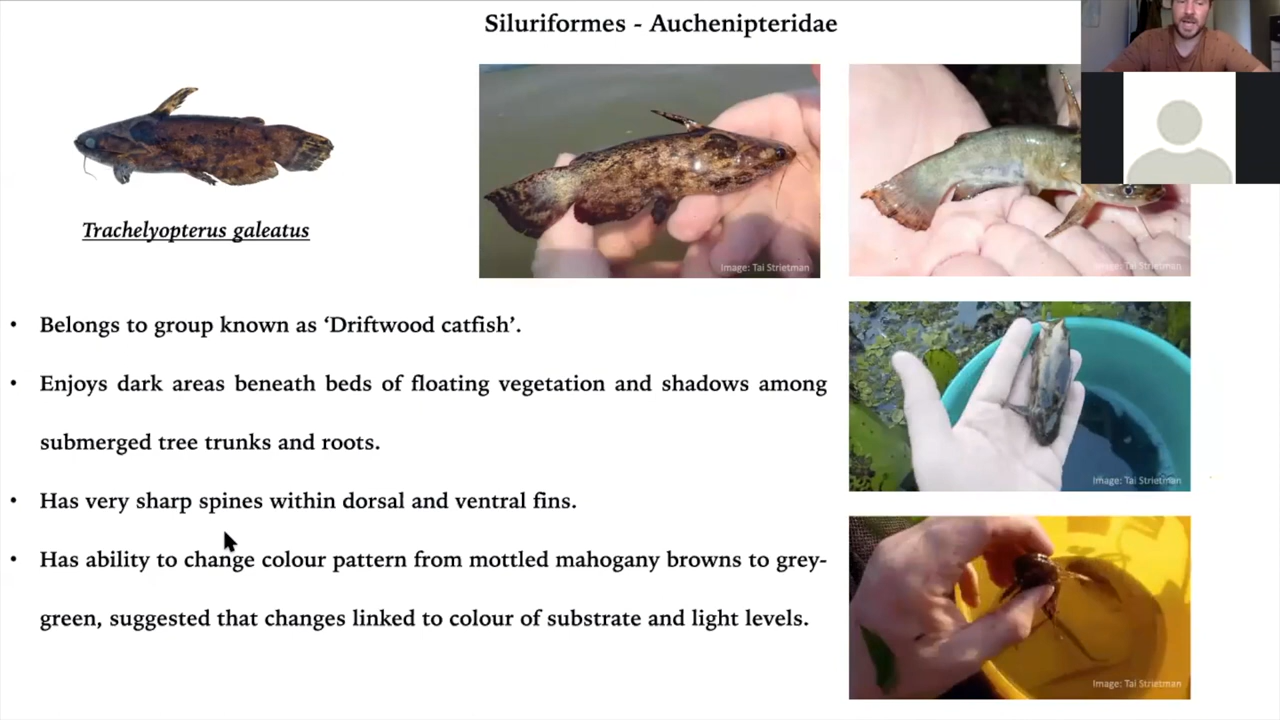 Siluriformes - Auchenipteridae
Trachelyopterus galeatus
Image: Tai Strietman
Image: Tai Strietman
• Belongs to group known as ‘Driftwood catfish’.
• Enjoys dark areas beneath beds of floating vegetation and shadows among
submerged tree trunks and roots.
• Has very sharp spines within dorsal and ventral fins.
• Has ability to change colour pattern from mottled mahogany browns to grey-
green, suggested that changes linked to colour of substrate and light levels.
Image: Tai Strietman
Image: Tai Strietman